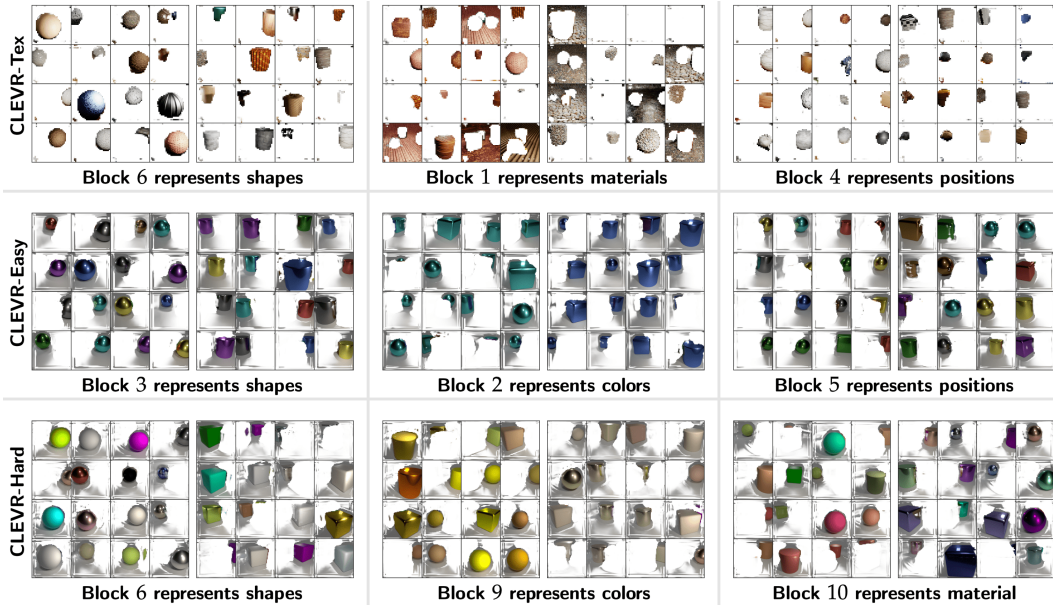 CLEVR-Tex
Block 6 represents shapes
Block 1 represents materials
Block 4 represents positions
CLEVR-Easy
Block 3 represents shapes
Block 2 represents colors
Block 5 represents positions
CLEVR-Hard
Block 6 represents shapes
Block 9 represents colors
Block 10 represents material